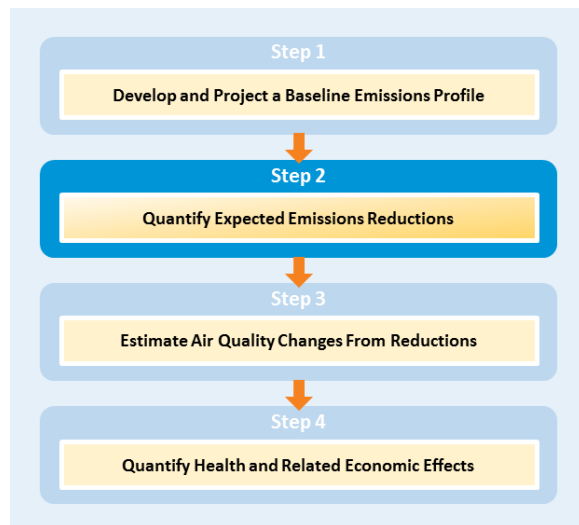 Step 1
Develop and Project a Baseline Emissions Profile
Step 2
Quantify Expected Emissions Reductions
Step 3
Estimate Air Quality Changes From Reductions
Step 4
Quantify Health and Related Economic Effects